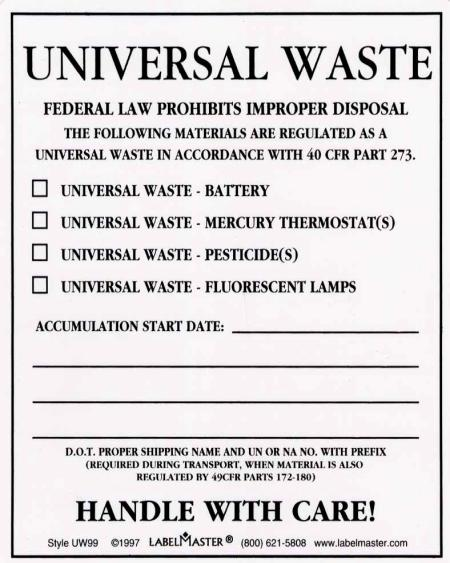 UNIVERSAL WASTE
FEDERAL LAW PROHIBITS IMPROPER DISPOSAL
THE FOLLOWING MATERIALS ARE REGULATED AS A
UNIVERSAL WASTE IN ACCORDANCE WITH 40 CFR PART 273.
UNIVERSAL WASTE - BATTERY
UNIVERSAL WASTE - MERCURY THERMOSTAT(S)
UNIVERSAL WASTE - PESTICIDE(S)
UNIVERSAL WASTE - FLUORESCENT LAMPS
ACCUMULATION START DATE:
D.O.T. PROPER SHIPPING NAME AND UN OR NA NO. WITH PREFIX
(REQUIRED DURING TRANSPORT, WHEN MATERIAL IS ALSO
REGULATED BY 49CFR PARTS 172-180)
HANDLE WITH CARE!
Style UW99 ©1997 LABELMASTER ® (800) 621-5808 www.labelmaster.com